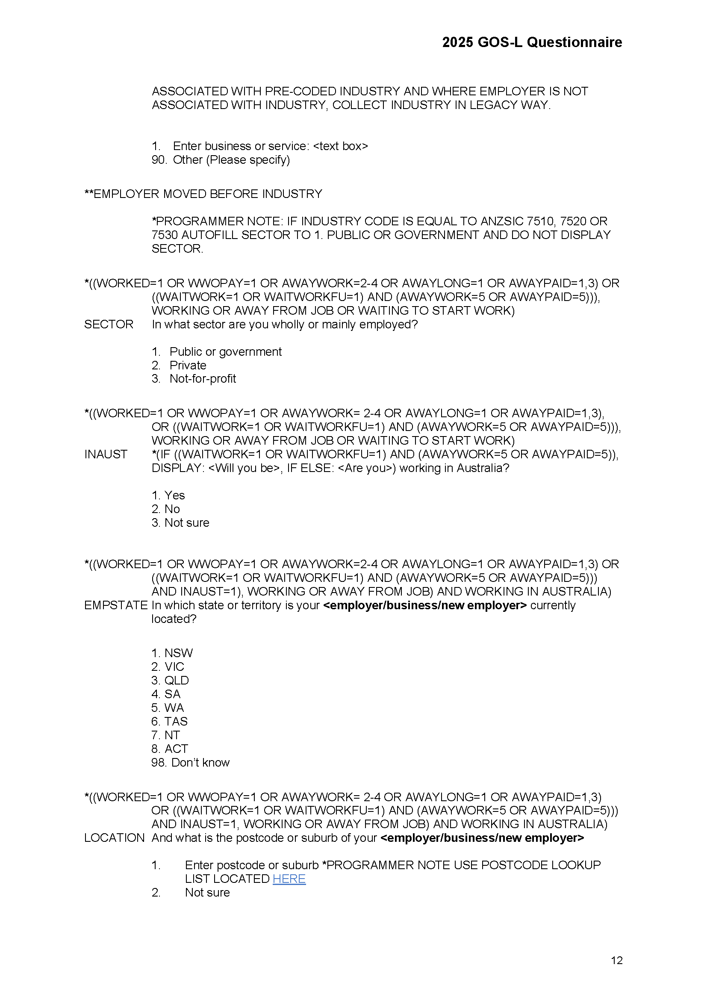 2025 GOS-L Questionnaire
ASSOCIATED WITH PRE-CODED INDUSTRY AND WHERE EMPLOYER IS NOT
ASSOCIATED WITH INDUSTRY, COLLECT INDUSTRY IN LEGACY WAY.
1. Enter business or service: <text box>
90. Other (Please specify)
**EMPLOYER MOVED BEFORE INDUSTRY
*PROGRAMMER NOTE: IF INDUSTRY CODE IS EQUAL TO ANZSIC 7510, 7520 OR
7530 AUTOFILL SECTOR TO 1. PUBLIC OR GOVERNMENT AND DO NOT DISPLAY
SECTOR.
*((WORKED=1 OR WWOPAY=1 OR AWAYWORK=2-4 OR AWAYLONG=1 OR AWAYPAID=1,3) OR
((WAITWORK=1 OR WAITWORKFU=1) AND (AWAYWORK=5 OR AWAYPAID=5))),
WORKING OR AWAY FROM JOB OR WAITING TO START WORK)
SECTOR In what sector are you wholly or mainly employed?
1. Public or government
2. Private
3. Not-for-profit
*((WORKED=1 OR WWOPAY=1 OR AWAYWORK= 2-4 OR AWAYLONG=1 OR AWAYPAID=1,3),
OR ((WAITWORK=1 OR WAITWORKFU=1) AND (AWAYWORK=5 OR AWAYPAID=5))),
WORKING OR AWAY FROM JOB OR WAITING TO START WORK)
INAUST *(IF ((WAITWORK=1 OR WAITWORKFU=1) AND (AWAYWORK=5 OR AWAYPAID=5)),
DISPLAY: <Will you be>, IF ELSE: <Are you>) working in Australia?
1. Yes
2. No
3. Not sure
*((WORKED=1 OR WWOPAY=1 OR AWAYWORK=2-4 OR AWAYLONG=1 OR AWAYPAID=1,3) OR
((WAITWORK=1 OR WAITWORKFU=1) AND (AWAYWORK=5 OR AWAYPAID=5)))
AND INAUST=1), WORKING OR AWAY FROM JOB) AND WORKING IN AUSTRALIA)
EMPSTATE In which state or territory is your <employer/business/new employer> currently
located?
1. NSW
2. VIC
3. QLD
4. SA
5. WA
6. TAS
7. NT
8. ACT
98. Don’t know
*((WORKED=1 OR WWOPAY=1 OR AWAYWORK= 2-4 OR AWAYLONG=1 OR AWAYPAID=1,3)
OR ((WAITWORK=1 OR WAITWORKFU=1) AND (AWAYWORK=5 OR AWAYPAID=5)))
AND INAUST=1, WORKING OR AWAY FROM JOB) AND WORKING IN AUSTRALIA)
LOCATION And what is the postcode or suburb of your <employer/business/new employer>
1. Enter postcode or suburb *PROGRAMMER NOTE USE POSTCODE LOOKUP
LIST LOCATED HERE
2. Not sure
12